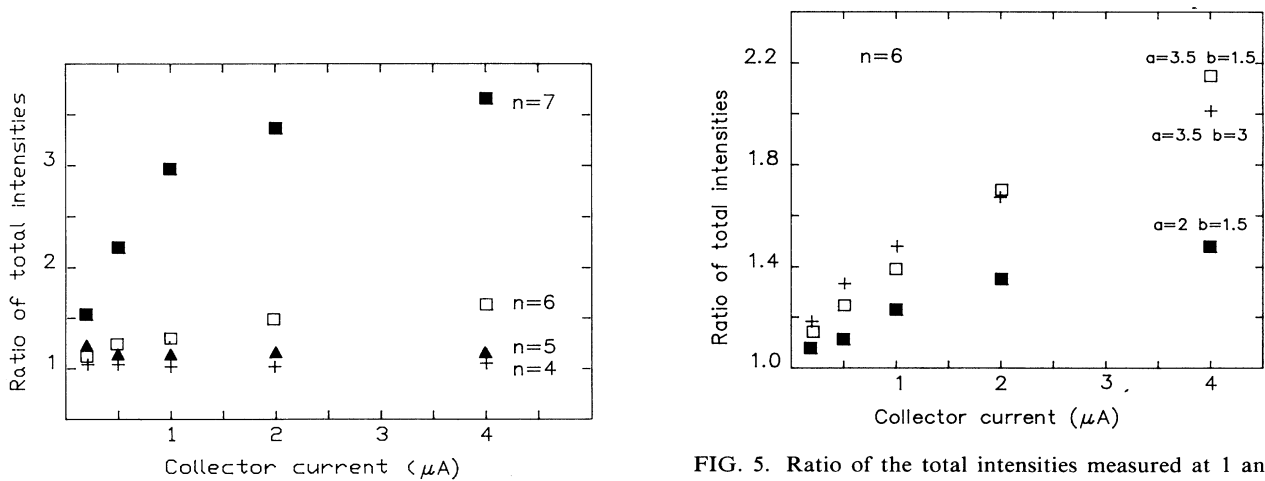 Ratio of total intensities
3
2
1
n=7
n=6
n=5
n=4
1 2 3 4
Collector current (μA)
Ratio of total intensities
2.2
1.8
1.4
1.0
n=6
a=3.5 b=1.5
a=3.5 b=3
a=2 b=1.5
1 2 3 4
Collector current (μA)
FIG. 5. Ratio of the total intensities measured at 1 an